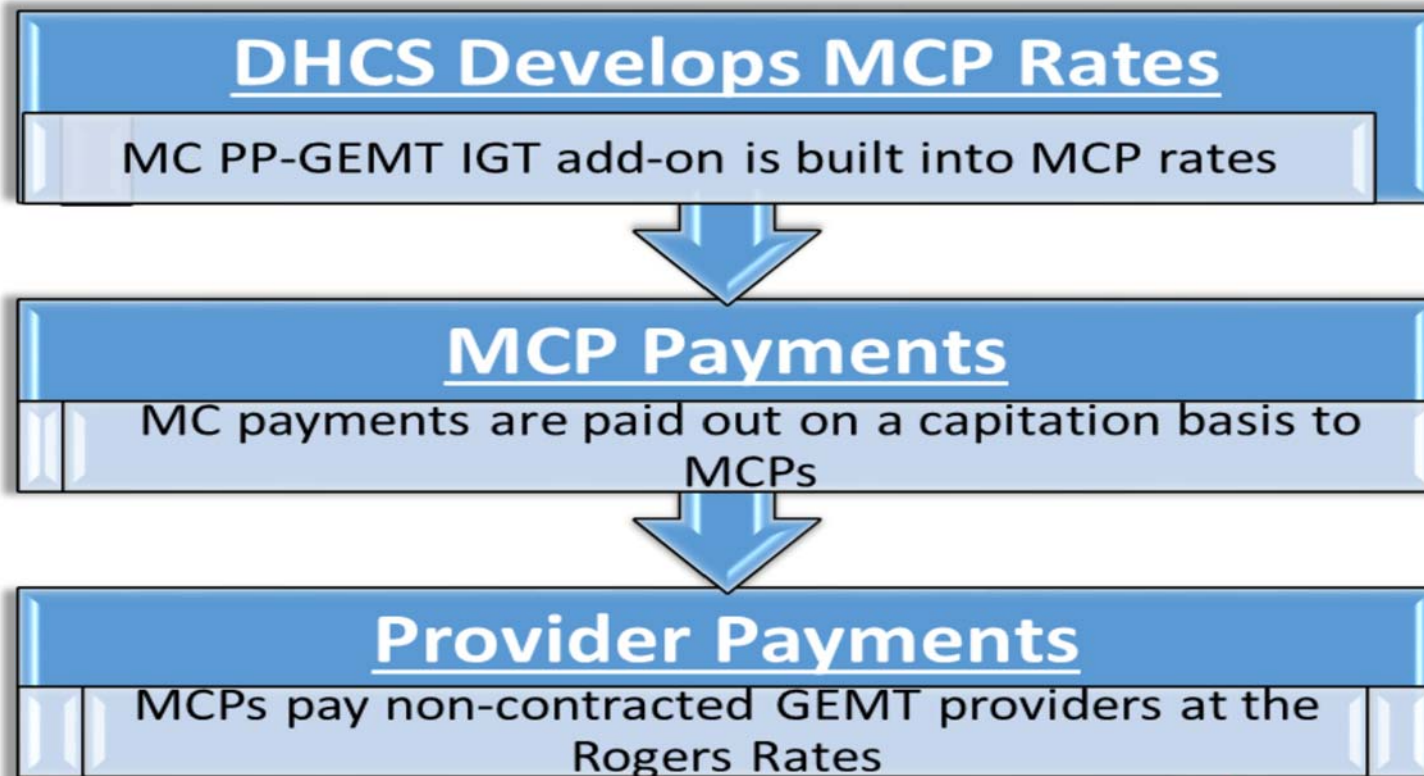 DHCS Develops MCP Rates
MC PP-GEMT IGT add-on is built into MCP rates
MCP Payments
MC payments are paid out on a capitation basis to
MCPs
Provider Payments
MCPs pay non-contracted GEMT providers at the
Rogers Rates